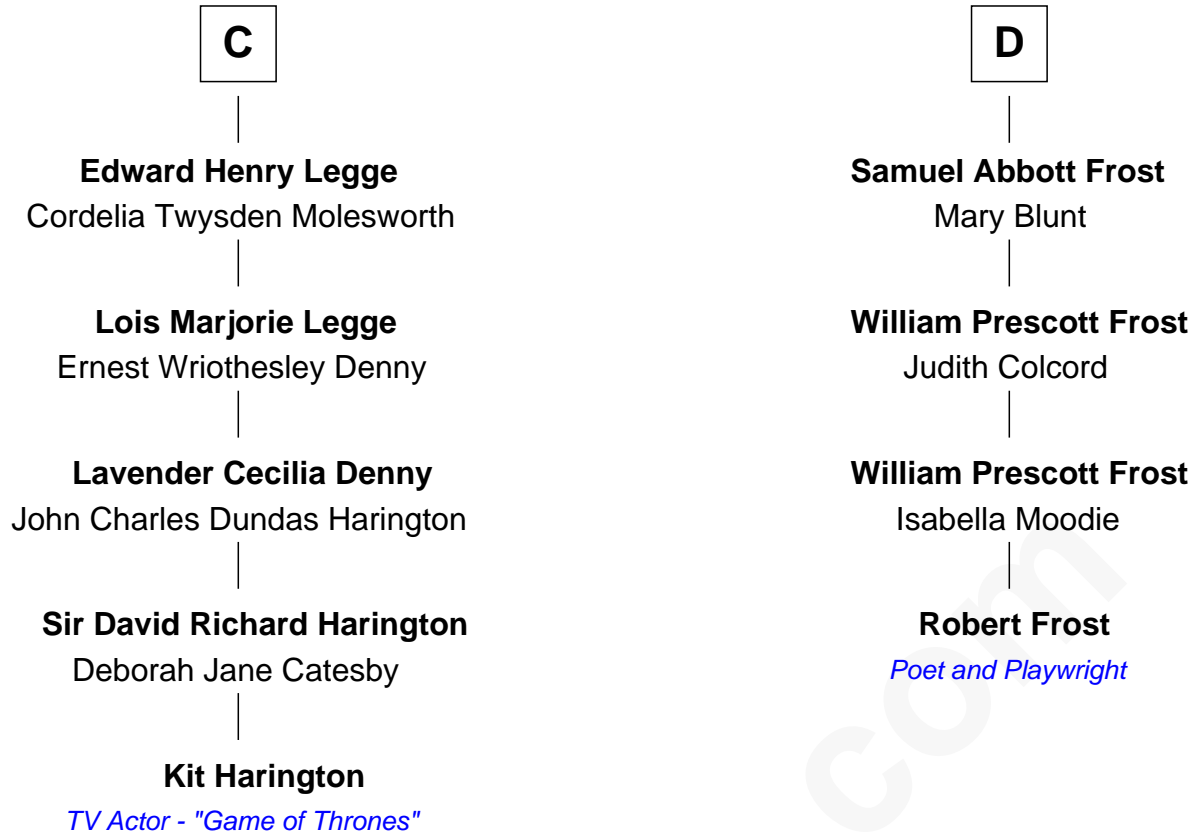 C
Edward Henry Legge
Cordelia Twysden Molesworth
Lois Marjorie Legge
Ernest Wriothesley Denny
Lavender Cecilia Denny
John Charles Dundas Harington
Sir David Richard Harington
Deborah Jane Catesby
Kit Harington
TV Actor - "Game of Thrones"
D
Samuel Abbott Frost
Mary Blunt
William Prescott Frost
Judith Colcord
William Prescott Frost
Isabella Moodie
Robert Frost
Poet and Playwright
com